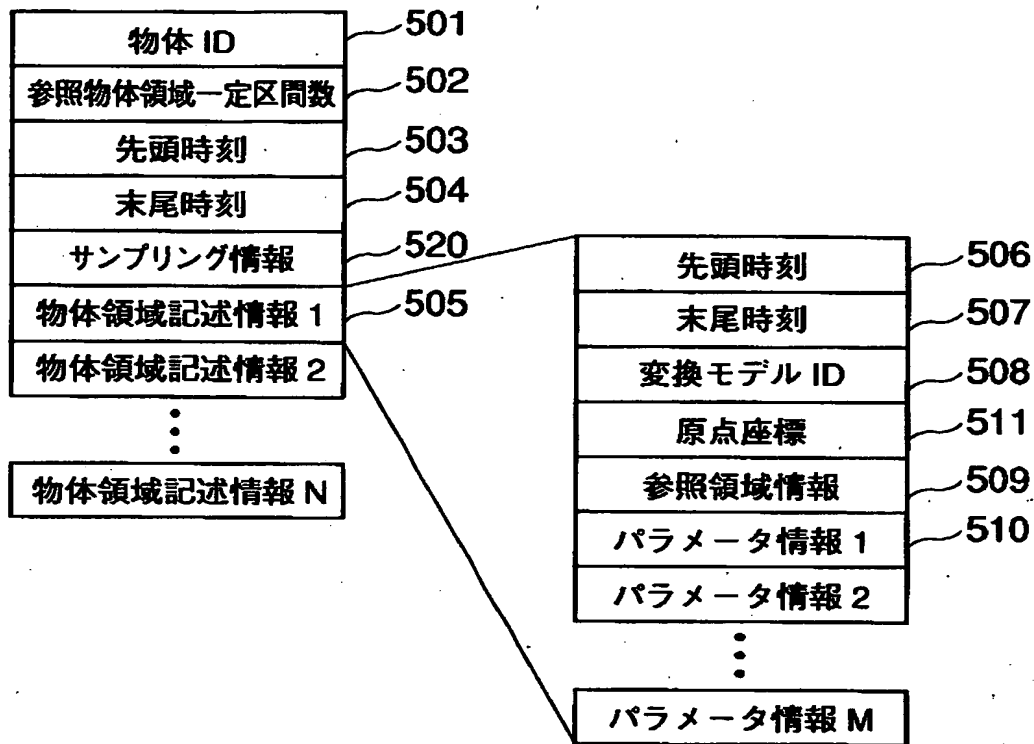 物体 ID 501
参照物体領域一定区間数 502
先頭時刻 503
末尾時刻 504
サンプリング情報 520
物体領域記述情報 1 505
物体領域記述情報 2
物体領域記述情報 N
先頭時刻 506
末尾時刻 507
変換モデル ID 508
原点座標 511
参照領域情報 509
パラメータ情報 1 510
パラメータ情報 2
パラメータ情報 M